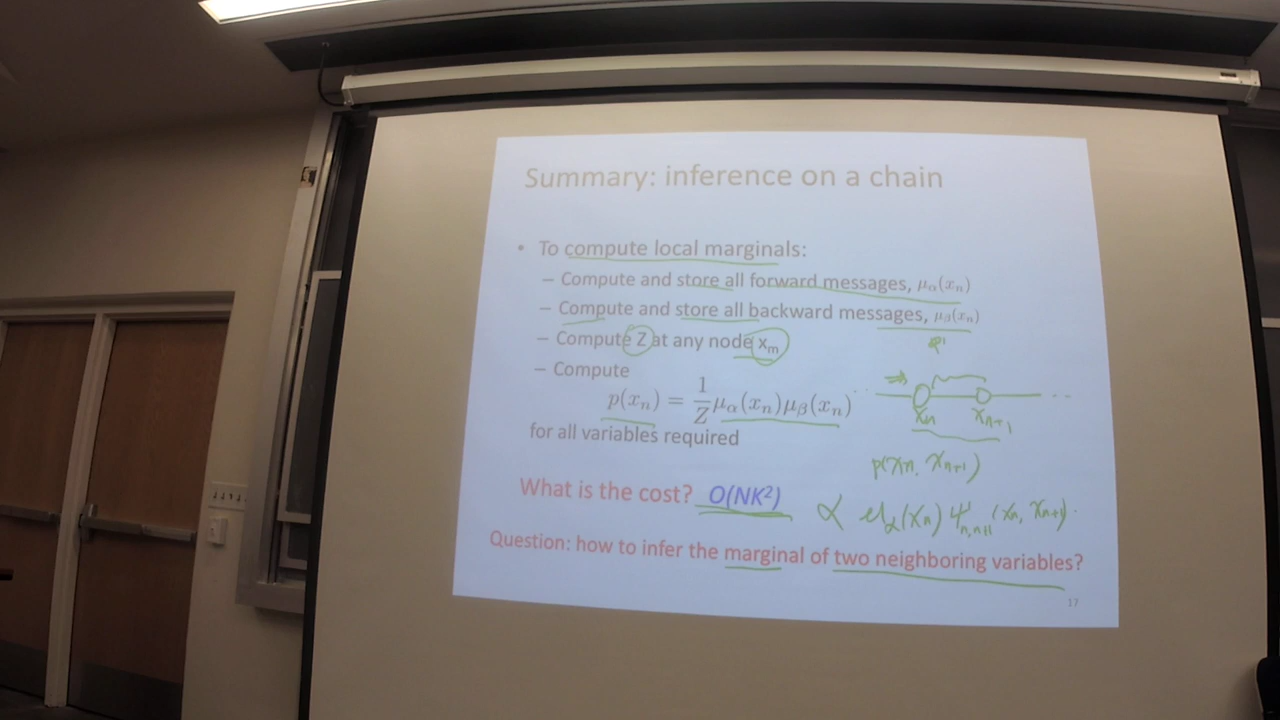 Summary: inference on a chain
• To compute local marginals:
– Compute and store all forward messages, μα(xn)
– Compute and store all backward messages, μβ(xn)
– Compute Z at any node xm
– Compute
p(xn) = 1/Z μα(xn)μβ(xn)
for all variables required
xn xn+1
p(xn, xn+1)
What is the cost? O(NK²)
∝ μα(xn) ψn,n+1(xn, xn+1)
Question: how to infer the marginal of two neighboring variables?
17